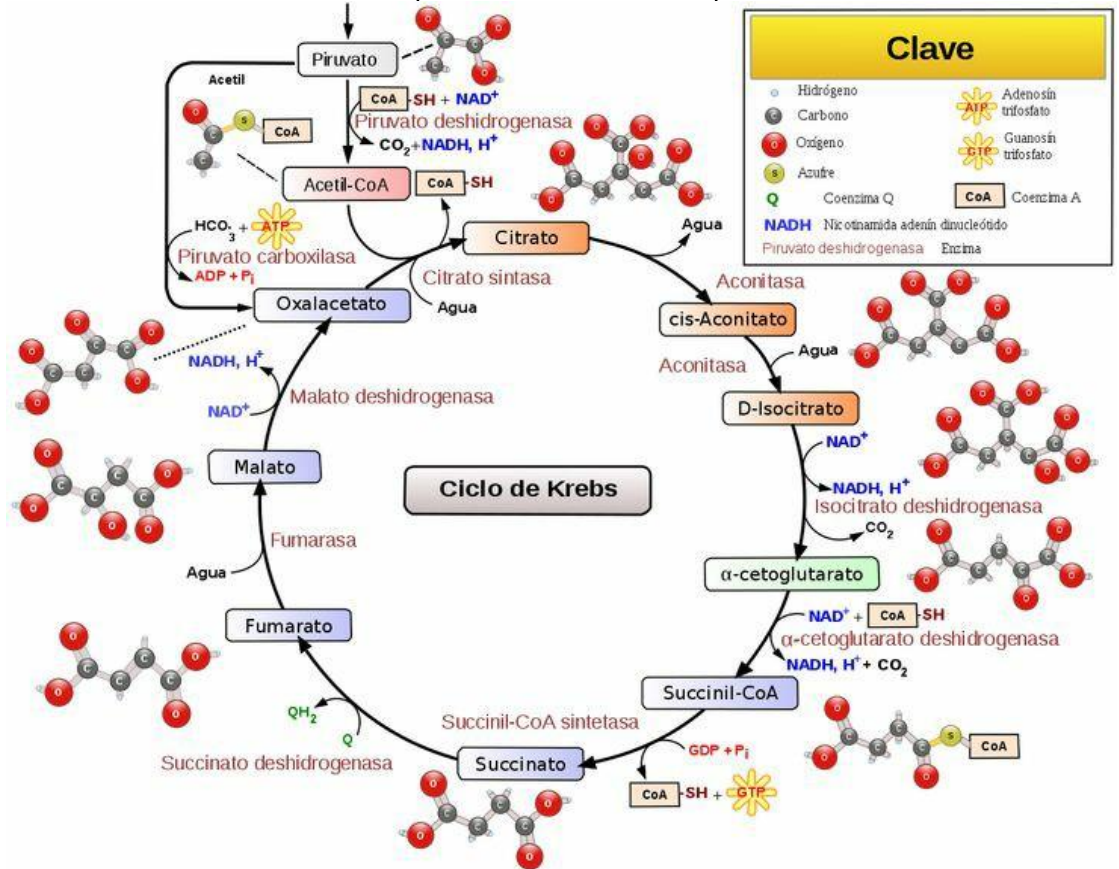 Piruvato
Acetil
CoA -SH + NAD⁺
Piruvato deshidrogenasa
CO₂+NADH, H⁺
S CoA
Acetil-CoA
CoA -SH
HCO₃⁻ + ATP
Piruvato carboxilasa
ADP + Pi
Citrato
Agua
Citrato sintasa
Agua
Oxalacetato
Aconitasa
cis-Aconitato
Aconitasa
Agua
D-Isocitrato
NAD⁺
NADH, H⁺
Isocitrato deshidrogenasa
CO₂
α-cetoglutarato
NAD⁺ + CoA -SH
α-cetoglutarato deshidrogenasa
NADH, H⁺ + CO₂
Succinil-CoA
S CoA
Succinil-CoA sintetasa
GDP + Pi
CoA -SH + GTP
Succinato
QH₂
Q
Succinato deshidrogenasa
Fumarato
Agua
Fumarasa
Malato
NADH, H⁺
NAD⁺
Malato deshidrogenasa
Ciclo de Krebs
Clave
Hidrógeno
C Carbono
O Oxígeno
S Azufre
Q Coenzima Q
NADH Nicotinamida adenín dinucleótido
Piruvato deshidrogenasa Enzima
ATP Adenosín
trifosfato
GTP Guanosín
trifosfato
CoA Coenzima A